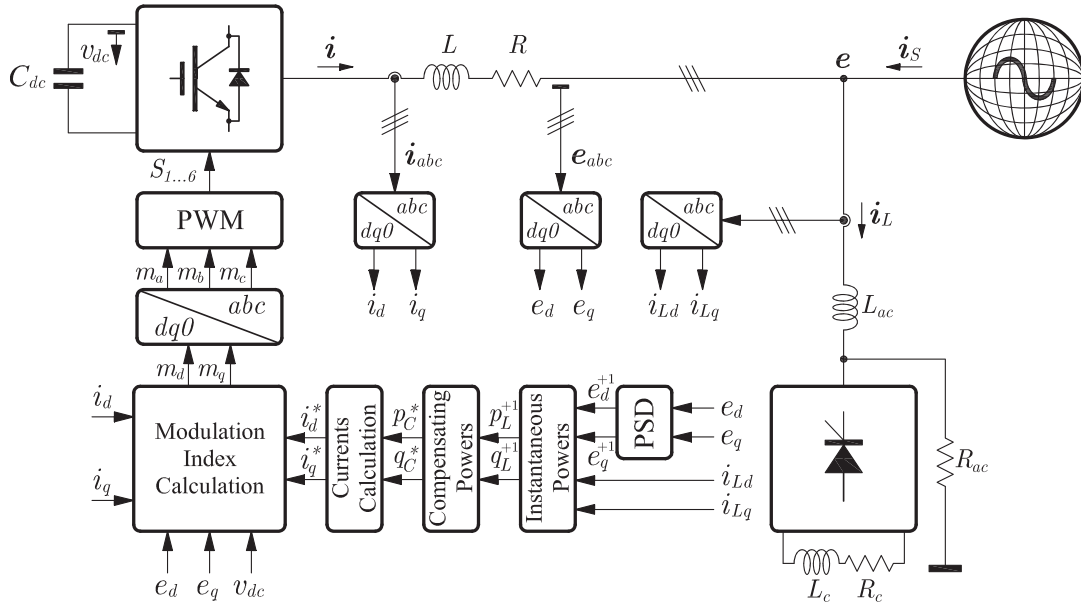 C_dc
v_dc
i
L
R
e
i_S
S_1...6
i_abc
e_abc
PWM
abc
dq0
abc
dq0
abc
dq0
i_L
m_a
m_b
m_c
abc
dq0
i_d
i_q
e_d
e_q
i_Ld
i_Lq
L_ac
m_d
m_q
i_d
i_q
Modulation
Index
Calculation
i_d^*
i_q^*
Currents
Calculation
p_C^*
q_C^*
Compensating
Powers
p_L^+1
q_L^+1
Instantaneous
Powers
e_d^+1
e_q^+1
PSD
e_d
e_q
i_Ld
i_Lq
R_ac
e_d
e_q
v_dc
L_c
R_c